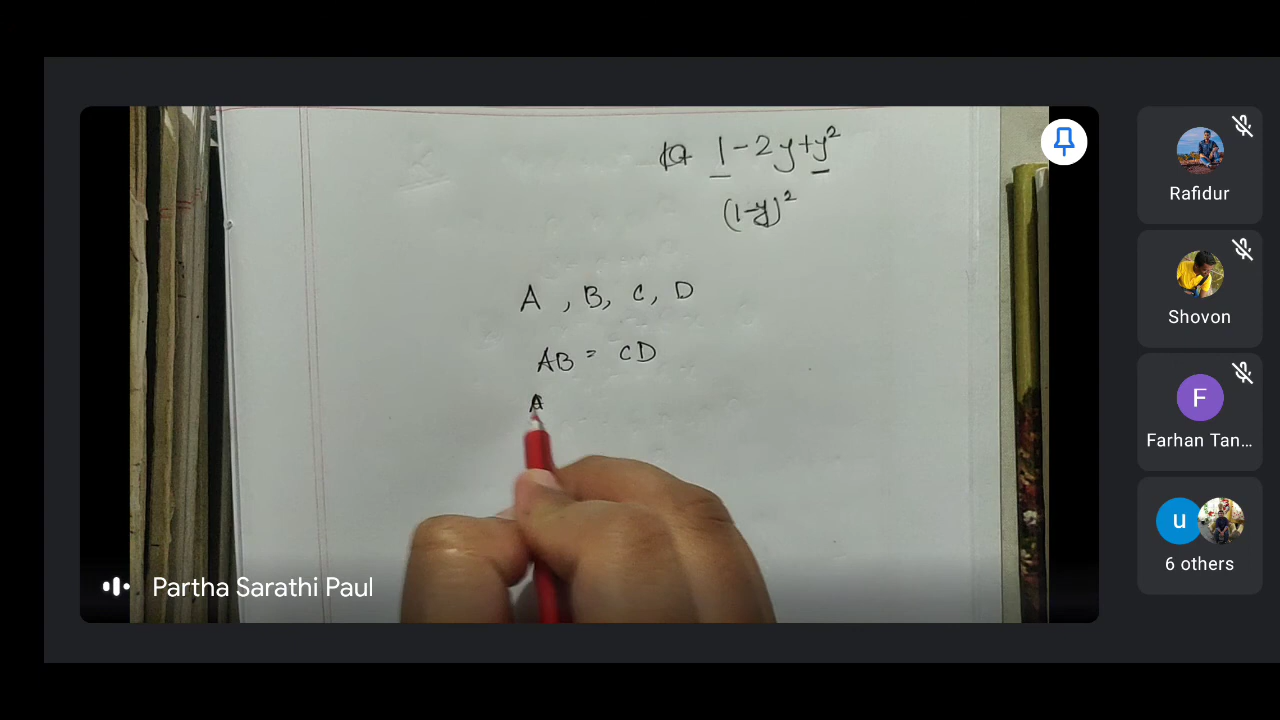 1 - 2y + y²
(1-y)²
A , B, C, D
AB = CD
A
Partha Sarathi Paul
Rafidur
Shovon
F
Farhan Tan...
u
6 others